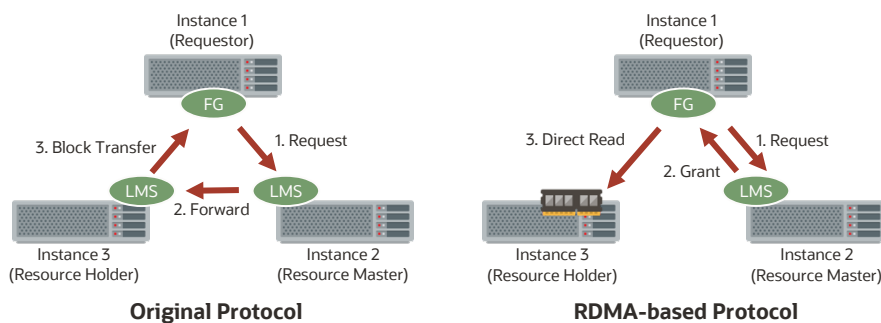 Instance 1
(Requestor)
FG
3. Block Transfer
1. Request
LMS
2. Forward
LMS
Instance 3
(Resource Holder)
Instance 2
(Resource Master)
Original Protocol
Instance 1
(Requestor)
FG
3. Direct Read
1. Request
2. Grant
LMS
Instance 3
(Resource Holder)
Instance 2
(Resource Master)
RDMA-based Protocol